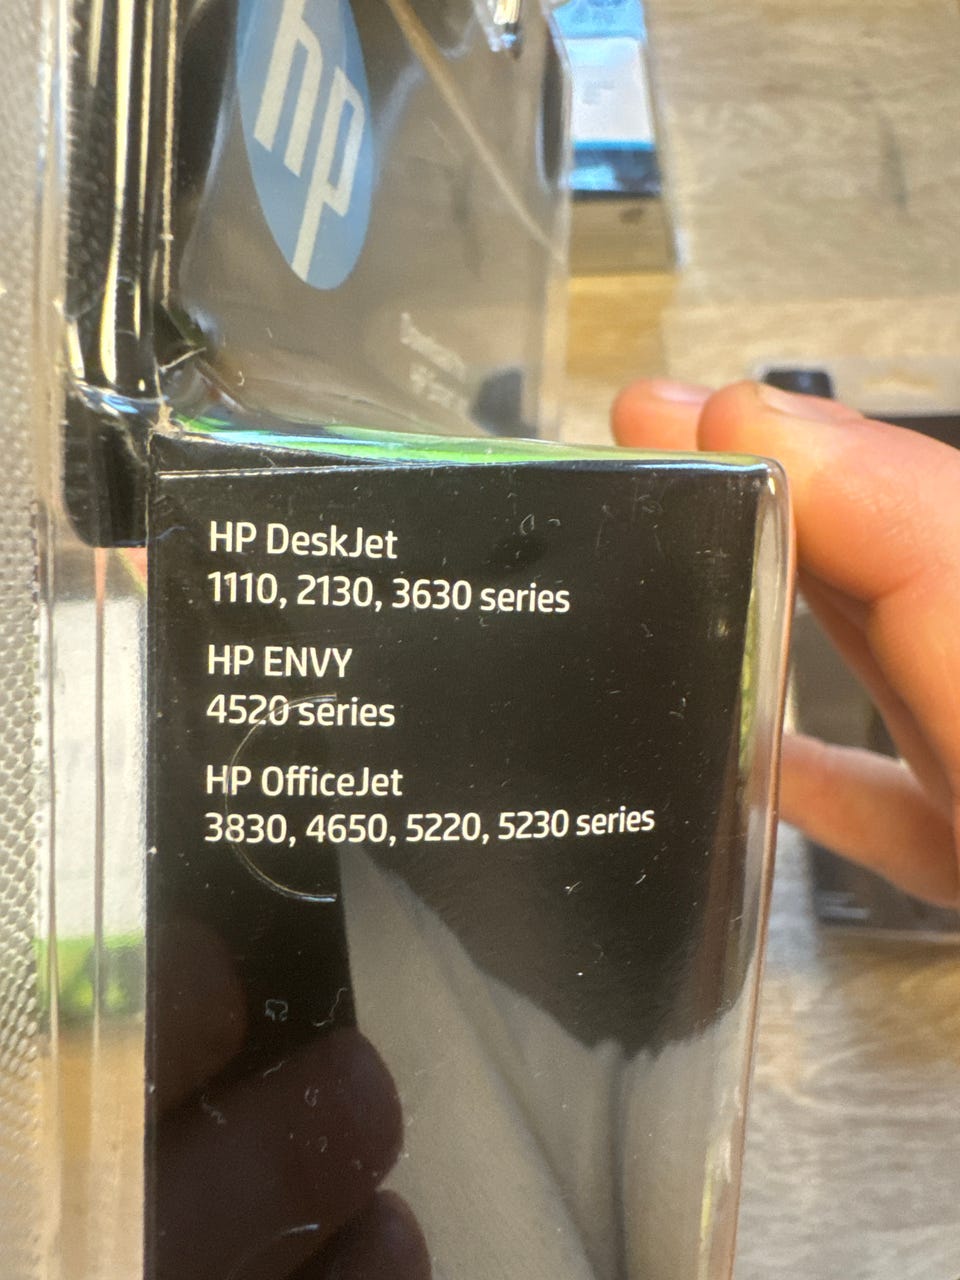 hp
HP DeskJet
1110, 2130, 3630 series
HP ENVY
4520 series
HP OfficeJet
3830, 4650, 5220, 5230 series